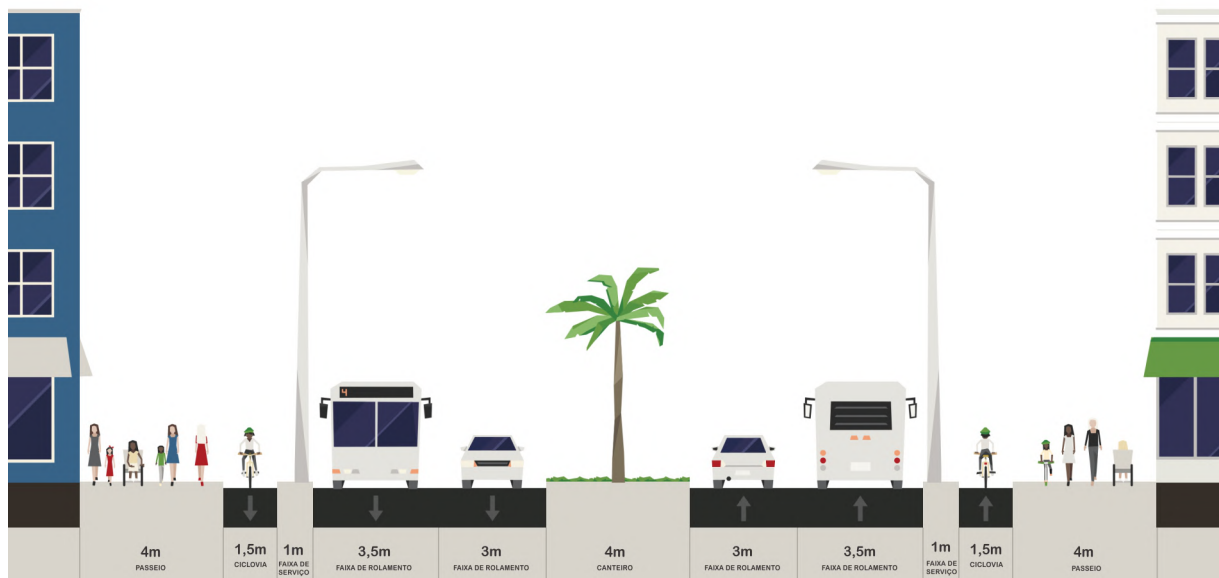 4
4m
PASSEIO
1,5m
CICLOVIA
1m
FAIXA DE
SERVIÇO
3,5m
FAIXA DE ROLAMENTO
3m
FAIXA DE ROLAMENTO
4m
CANTEIRO
3m
FAIXA DE ROLAMENTO
3,5m
FAIXA DE ROLAMENTO
1m
FAIXA DE
SERVIÇO
1,5m
CICLOVIA
4m
PASSEIO